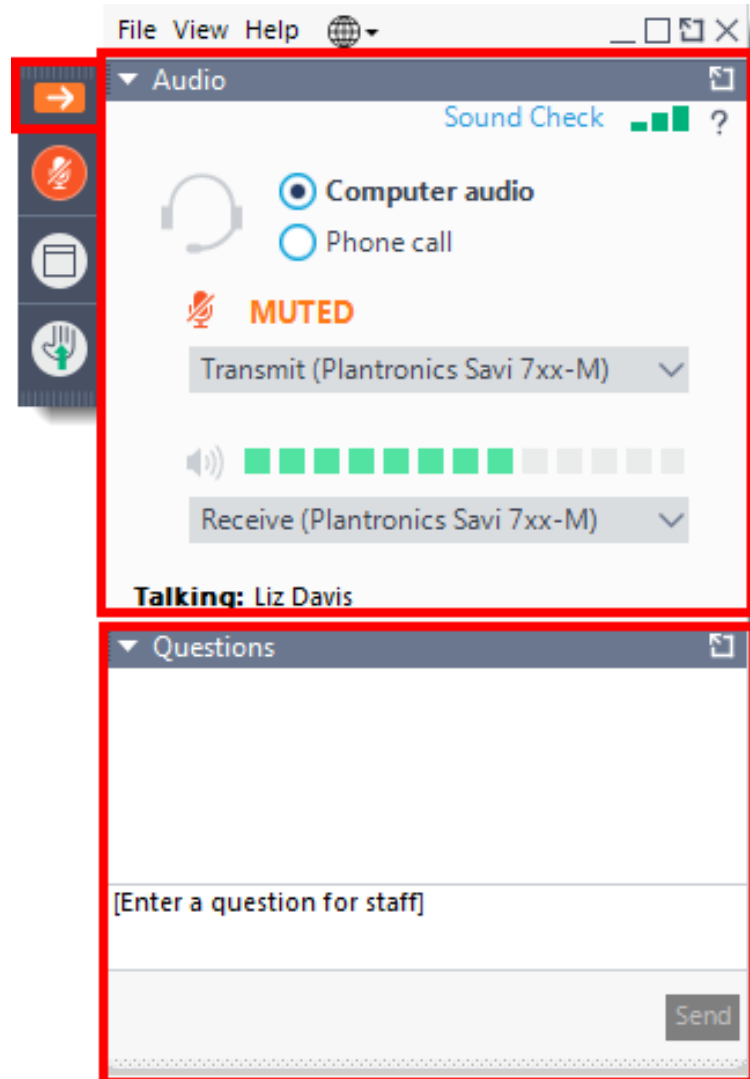 File View Help
Audio
Sound Check ?
Computer audio
Phone call
MUTED
Transmit (Plantronics Savi 7xx-M)
Receive (Plantronics Savi 7xx-M)
Talking: Liz Davis
Questions
[Enter a question for staff]
Send